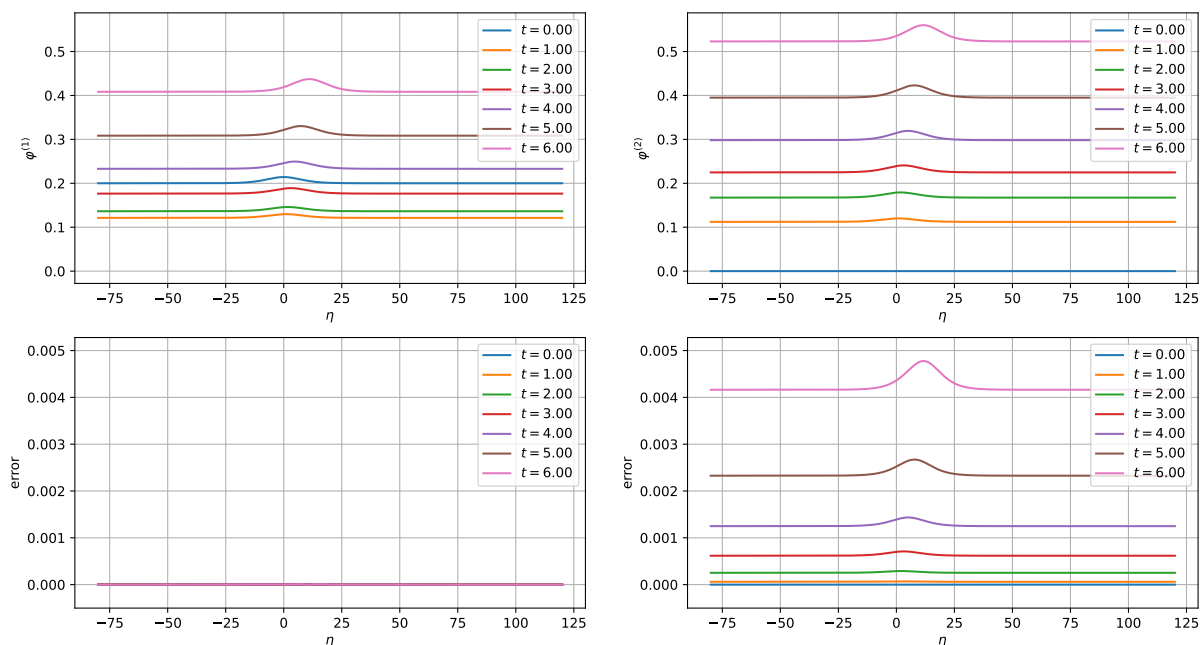 φ⁽¹⁾
0.5
0.4
0.3
0.2
0.1
0.0
t = 0.00
t = 1.00
t = 2.00
t = 3.00
t = 4.00
t = 5.00
t = 6.00
−75 −50 −25 0 25 50 75 100 125
η
φ⁽²⁾
0.5
0.4
0.3
0.2
0.1
0.0
t = 0.00
t = 1.00
t = 2.00
t = 3.00
t = 4.00
t = 5.00
t = 6.00
−75 −50 −25 0 25 50 75 100 125
η
error
0.005
0.004
0.003
0.002
0.001
0.000
t = 0.00
t = 1.00
t = 2.00
t = 3.00
t = 4.00
t = 5.00
t = 6.00
−75 −50 −25 0 25 50 75 100 125
η
error
0.005
0.004
0.003
0.002
0.001
0.000
t = 0.00
t = 1.00
t = 2.00
t = 3.00
t = 4.00
t = 5.00
t = 6.00
−75 −50 −25 0 25 50 75 100 125
η